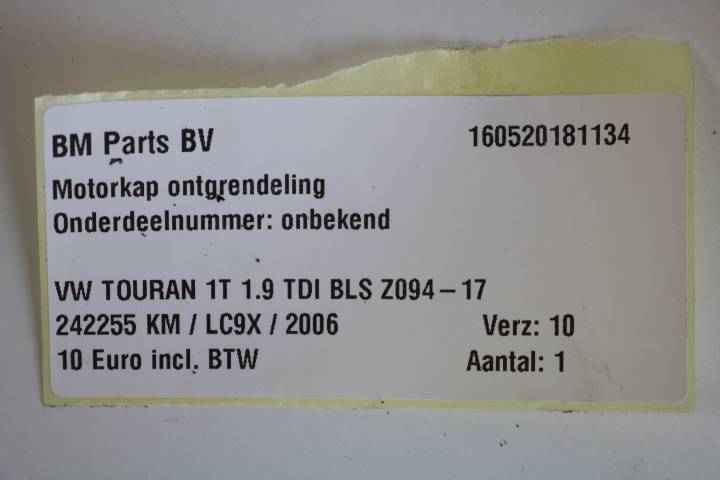 BM Parts BV 160520181134
Motorkap ontgrendeling
Onderdeelnummer: onbekend
VW TOURAN 1T 1.9 TDI BLS Z094-17
242255 KM / LC9X / 2006 Verz: 10
10 Euro incl. BTW Aantal: 1